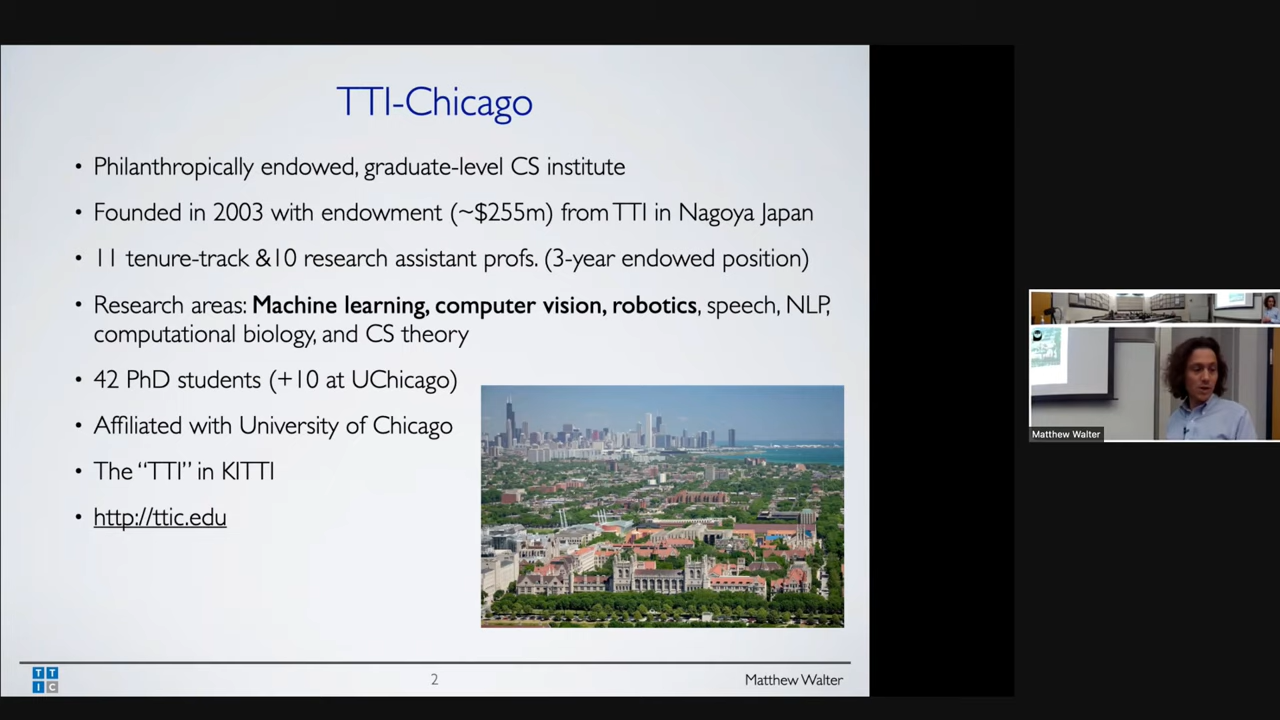 TTI-Chicago
• Philanthropically endowed, graduate-level CS institute
• Founded in 2003 with endowment (~$255m) from TTI in Nagoya Japan
• 11 tenure-track &10 research assistant profs. (3-year endowed position)
• Research areas: Machine learning, computer vision, robotics, speech, NLP,
computational biology, and CS theory
• 42 PhD students (+10 at UChicago)
• Affiliated with University of Chicago
• The “TTI” in KITTI
• http://ttic.edu
TT
IC
2
Matthew Walter
Matthew Walter